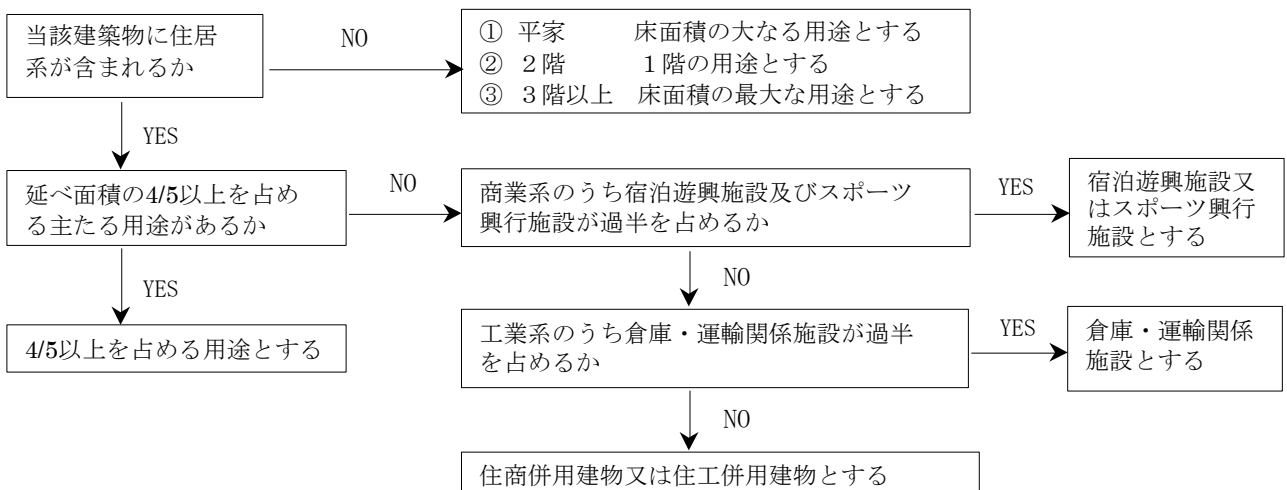 当該建築物に住居
系が含まれるか
NO
① 平家　　床面積の大なる用途とする
② ２階　　１階の用途とする
③ ３階以上　床面積の最大な用途とする
YES
延べ面積の4/5以上を占め
る主たる用途があるか
NO
商業系のうち宿泊遊興施設及びスポーツ
興行施設が過半を占めるか
YES
宿泊遊興施設又
はスポーツ興行
施設とする
YES
NO
4/5以上を占める用途とする
工業系のうち倉庫・運輸関係施設が過半
を占めるか
YES
倉庫・運輸関係
施設とする
NO
住商併用建物又は住工併用建物とする